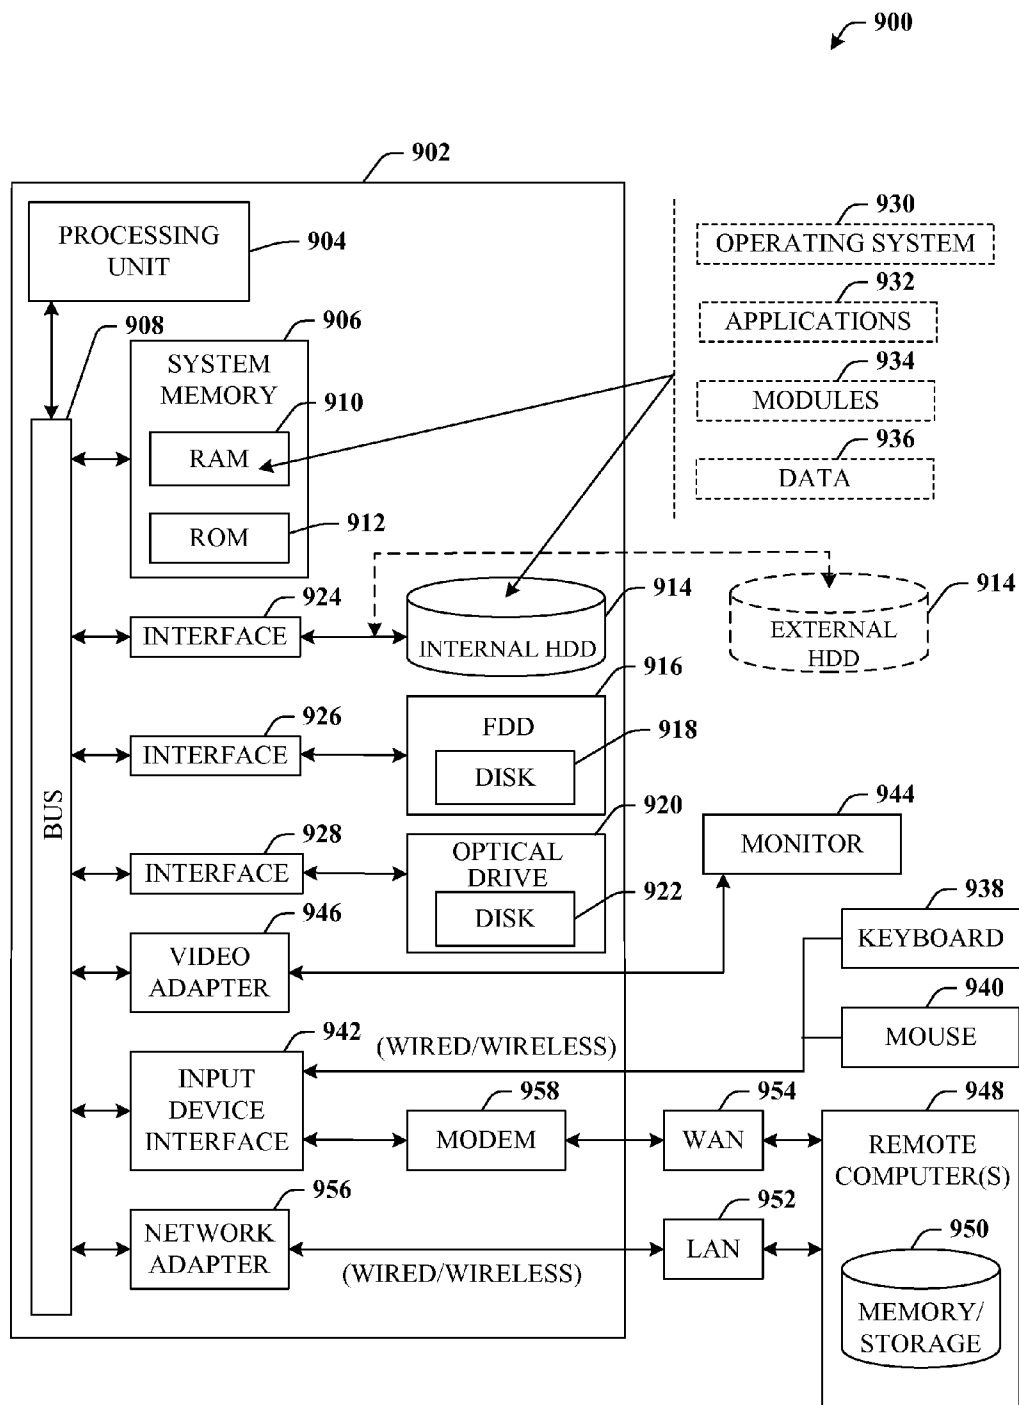 900
902
PROCESSING
UNIT
904
930
OPERATING SYSTEM
908
906
932
APPLICATIONS
SYSTEM
MEMORY
934
MODULES
910
RAM
936
DATA
912
ROM
924
INTERFACE
914
INTERNAL HDD
914
EXTERNAL
HDD
916
926
INTERFACE
FDD
918
DISK
BUS
920
944
MONITOR
928
INTERFACE
OPTICAL
DRIVE
922
DISK
938
KEYBOARD
946
VIDEO
ADAPTER
940
MOUSE
942
(WIRED/WIRELESS)
INPUT
DEVICE
INTERFACE
958
MODEM
954
WAN
948
REMOTE
COMPUTER(S)
956
NETWORK
ADAPTER
952
LAN
(WIRED/WIRELESS)
950
MEMORY/
STORAGE